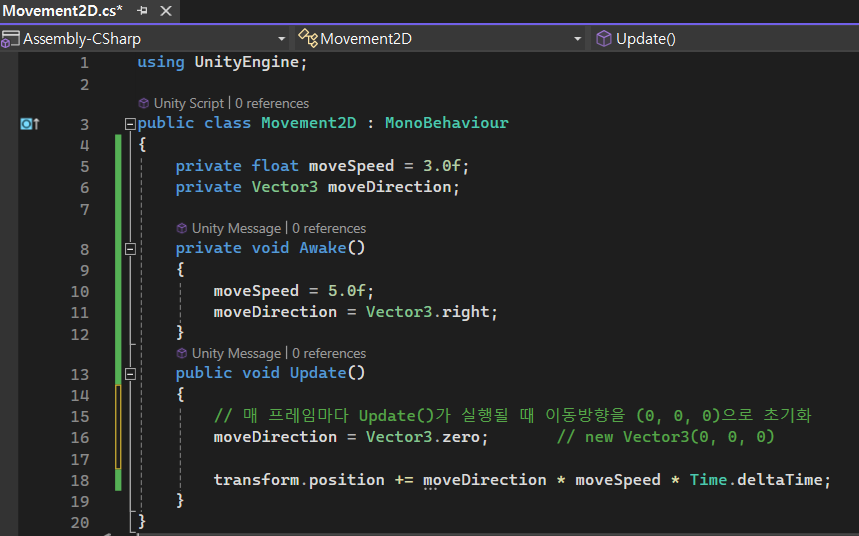 Movement2D.cs*
Assembly-CSharp Movement2D Update()
1 using UnityEngine;
2
Unity Script | 0 references
3 public class Movement2D : MonoBehaviour
4 {
5 private float moveSpeed = 3.0f;
6 private Vector3 moveDirection;
7
Unity Message | 0 references
8 private void Awake()
9 {
10 moveSpeed = 5.0f;
11 moveDirection = Vector3.right;
12 }
Unity Message | 0 references
13 public void Update()
14 {
15 // 매 프레임마다 Update()가 실행될 때 이동방향을 (0, 0, 0)으로 초기화
16 moveDirection = Vector3.zero; // new Vector3(0, 0, 0)
17
18 transform.position += moveDirection * moveSpeed * Time.deltaTime;
19 }
20 }